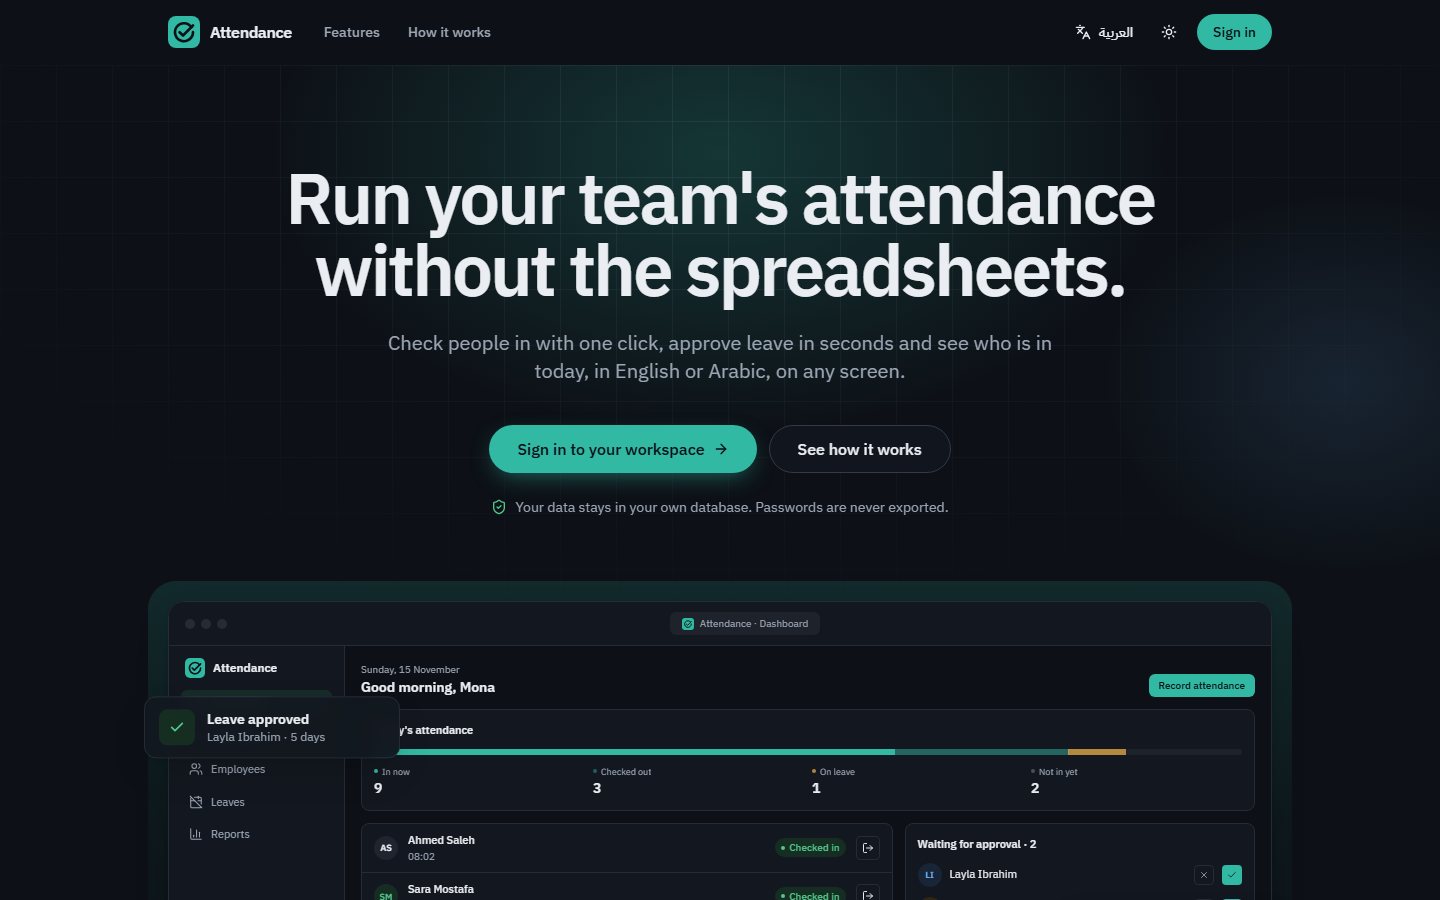 Attendance
Features
How it works
العربية
Sign in
Run your team's attendance
without the spreadsheets.
Check people in with one click, approve leave in seconds and see who is in
today, in English or Arabic, on any screen.
Sign in to your workspace
See how it works
Your data stays in your own database. Passwords are never exported.
Attendance · Dashboard
Attendance
Sunday, 15 November
Good morning, Mona
Record attendance
Leave approved
Layla Ibrahim · 5 days
y's attendance
In now
9
Checked out
3
On leave
1
Not in yet
2
Employees
Leaves
Reports
AS
Ahmed Saleh
08:02
Checked in
SM
Sara Mostafa
Checked in
Waiting for approval · 2
LI
Layla Ibrahim